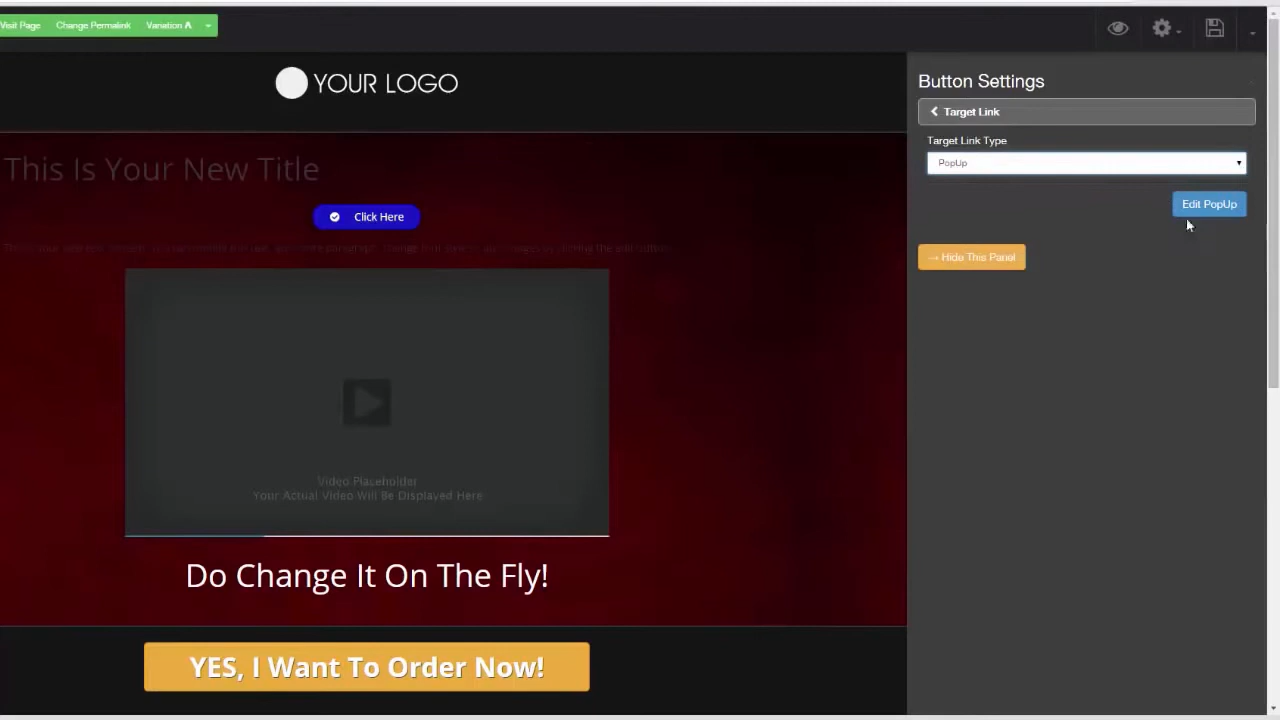 Visit Page Change Permalink Variation A
YOUR LOGO
Button Settings
Target Link
Target Link Type
PopUp
Edit PopUp
→ Hide This Panel
This Is Your New Title
Click Here
Video Placeholder
Your Actual Video Will Be Displayed Here
Do Change It On The Fly!
YES, I Want To Order Now!